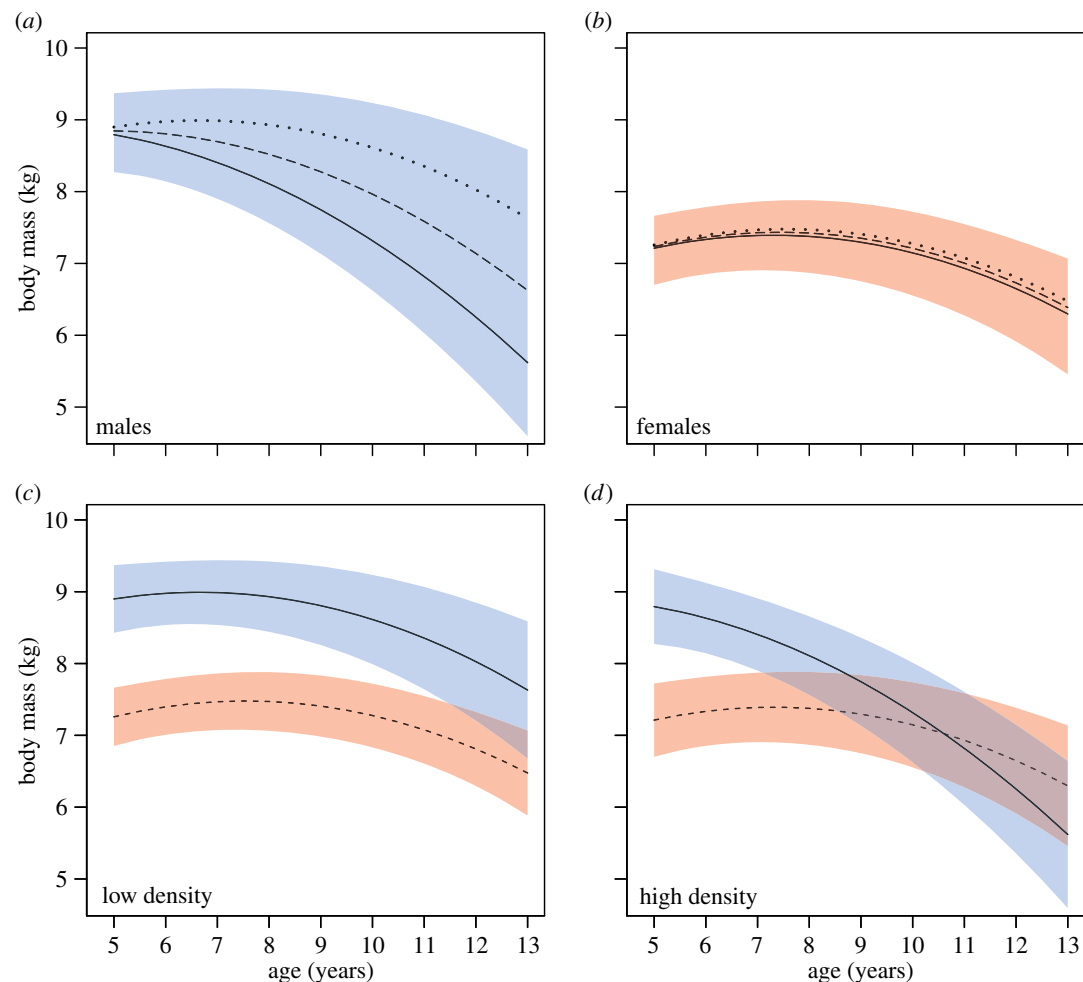 (a)
(b)
10
9
8
7
6
5
body mass (kg)
males
females
(c)
(d)
10
9
8
7
6
5
body mass (kg)
low density
high density
5 6 7 8 9 10 11 12 13
5 6 7 8 9 10 11 12 13
age (years)
age (years)